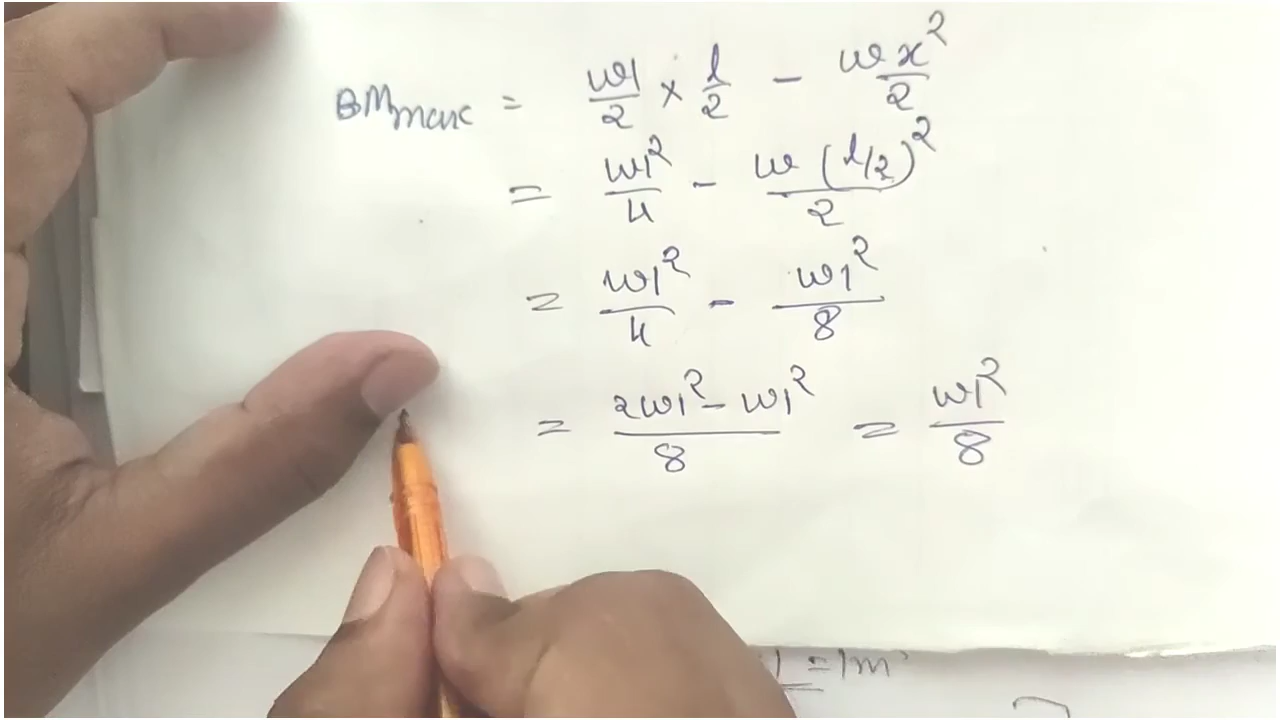 BMmax = wl/2 × l/2 - wx²/2
= wl²/4 - w(l/2)²/2
= wl²/4 - wl²/8
= 2wl² - wl²/8 = wl²/8
l = 1m